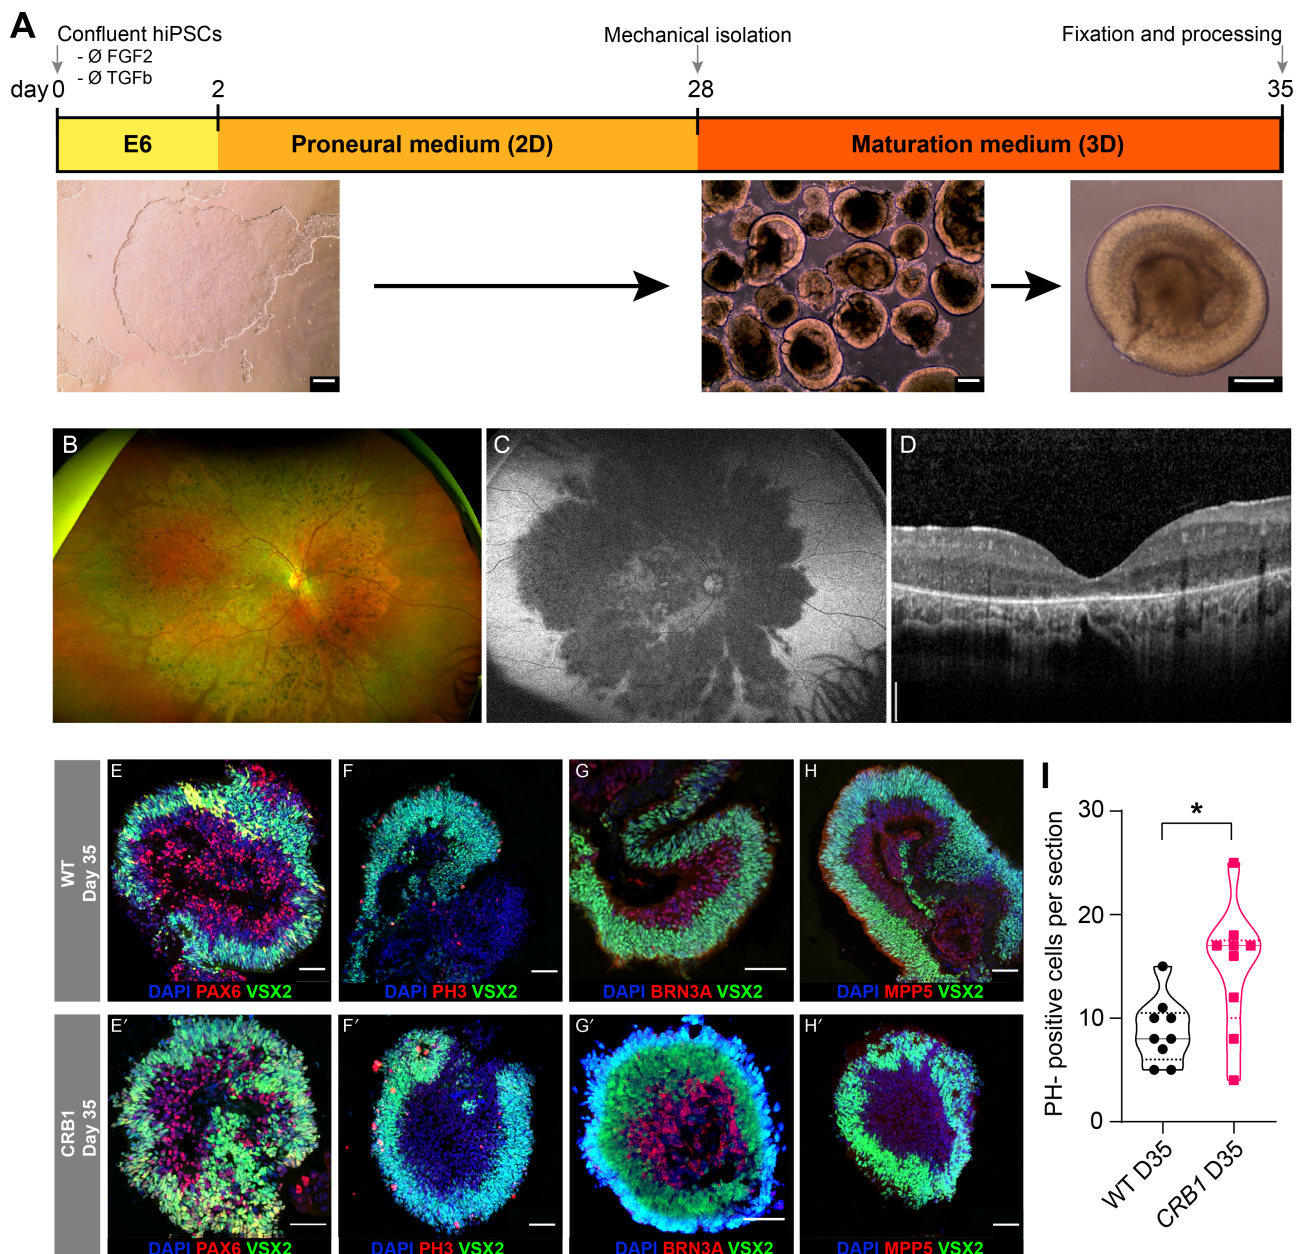 A
Confluent hiPSCs
- Ø FGF2
- Ø TGFb
Mechanical isolation
Fixation and processing
day 0
2
28
35
E6
Proneural medium (2D)
Maturation medium (3D)
B
C
D
WT
Day 35
E
DAPI PAX6 VSX2
F
DAPI PH3 VSX2
G
DAPI BRN3A VSX2
H
DAPI MPP5 VSX2
CRB1
Day 35
E′
DAPI PAX6 VSX2
F′
DAPI PH3 VSX2
G′
DAPI BRN3A VSX2
H′
DAPI MPP5 VSX2
I
PH- positive cells per section
30
20
10
0
*
WT D35
CRB1 D35